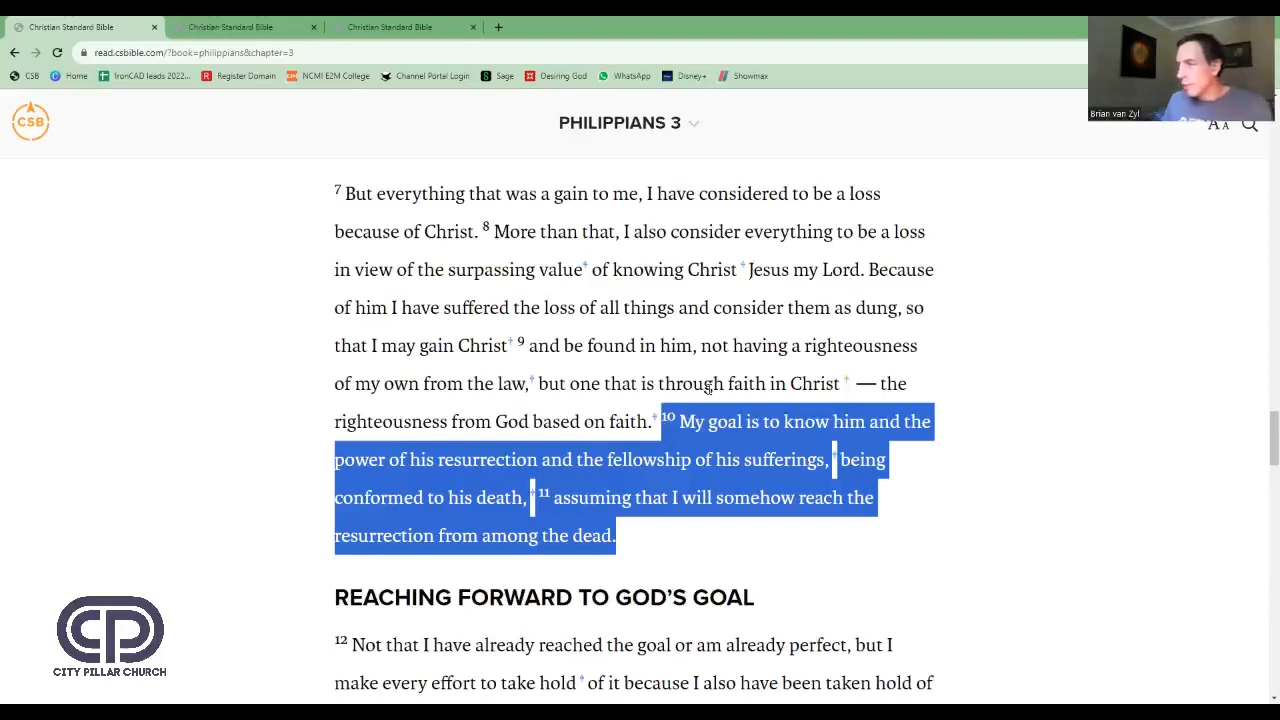 Christian Standard Bible
Christian Standard Bible
Christian Standard Bible
read.csbible.com/?book=philippians&chapter=3
CSB Home IronCAD leads 2022... Register Domain NCMI E2M College Channel Portal Login Sage Desiring God WhatsApp Disney+ Showmax
Brian van Zyl
CSB
PHILIPPIANS 3
AA
7 But everything that was a gain to me, I have considered to be a loss
because of Christ. 8 More than that, I also consider everything to be a loss
in view of the surpassing value of knowing Christ Jesus my Lord. Because
of him I have suffered the loss of all things and consider them as dung, so
that I may gain Christ 9 and be found in him, not having a righteousness
of my own from the law, but one that is through faith in Christ — the
righteousness from God based on faith. 10 My goal is to know him and the
power of his resurrection and the fellowship of his sufferings, being
conformed to his death, 11 assuming that I will somehow reach the
resurrection from among the dead.
REACHING FORWARD TO GOD’S GOAL
12 Not that I have already reached the goal or am already perfect, but I
make every effort to take hold of it because I also have been taken hold of
CP
CITY PILLAR CHURCH